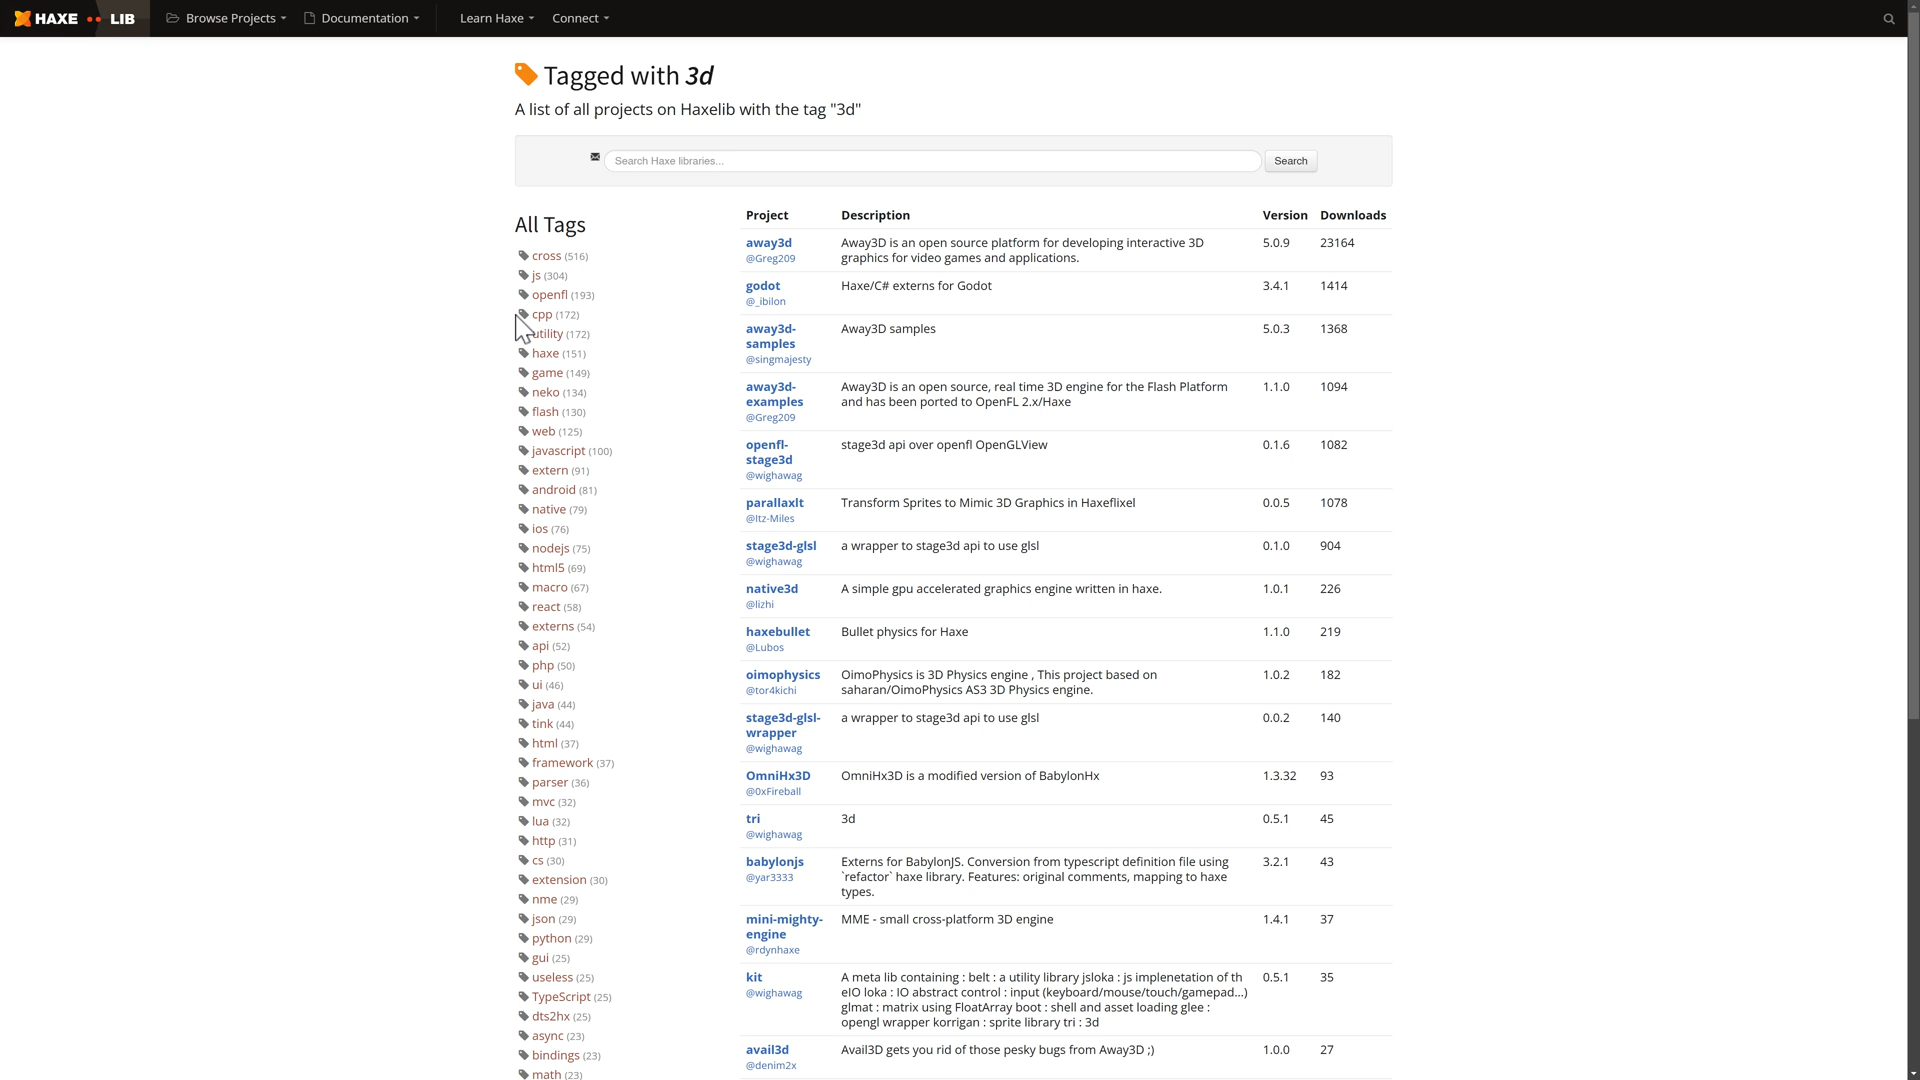 HAXE LIB
Browse Projects
Documentation
Learn Haxe
Connect
Tagged with 3d
A list of all projects on Haxelib with the tag "3d"
Search Haxe libraries...
Search
All Tags
cross (516)
js (304)
openfl (193)
cpp (172)
utility (172)
haxe (151)
game (149)
neko (134)
flash (130)
web (125)
javascript (100)
extern (91)
android (81)
native (79)
ios (76)
nodejs (75)
html5 (69)
macro (67)
react (58)
externs (54)
api (52)
php (50)
ui (46)
java (44)
tink (44)
html (37)
framework (37)
parser (36)
mvc (32)
lua (32)
http (31)
cs (30)
extension (30)
nme (29)
json (29)
python (29)
gui (25)
useless (25)
TypeScript (25)
dts2hx (25)
async (23)
bindings (23)
math (23)
Project Description Version Downloads
away3d Away3D is an open source platform for developing interactive 3D 5.0.9 23164
@Greg209 graphics for video games and applications.
godot Haxe/C# externs for Godot 3.4.1 1414
@_ibilon
away3d- Away3D samples 5.0.3 1368
samples
@singmajesty
away3d- Away3D is an open source, real time 3D engine for the Flash Platform 1.1.0 1094
examples and has been ported to OpenFL 2.x/Haxe
@Greg209
openfl- stage3d api over openfl OpenGLView 0.1.6 1082
stage3d
@wighawag
parallaxlt Transform Sprites to Mimic 3D Graphics in Haxeflixel 0.0.5 1078
@Itz-Miles
stage3d-glsl a wrapper to stage3d api to use glsl 0.1.0 904
@wighawag
native3d A simple gpu accelerated graphics engine written in haxe. 1.0.1 226
@lizhi
haxebullet Bullet physics for Haxe 1.1.0 219
@Lubos
oimophysics OimoPhysics is 3D Physics engine , This project based on 1.0.2 182
@tor4kichi saharan/OimoPhysics AS3 3D Physics engine.
stage3d-glsl- a wrapper to stage3d api to use glsl 0.0.2 140
wrapper
@wighawag
OmniHx3D OmniHx3D is a modified version of BabylonHx 1.3.32 93
@0xFireball
tri 3d 0.5.1 45
@wighawag
babylonjs Externs for BabylonJS. Conversion from typescript definition file using 3.2.1 43
@yar3333 `refactor` haxe library. Features: original comments, mapping to haxe
types.
mini-mighty- MME - small cross-platform 3D engine 1.4.1 37
engine
@rdynhaxe
kit A meta lib containing : belt : a utility library jsloka : js implenetation of th 0.5.1 35
@wighawag eIO loka : IO abstract control : input (keyboard/mouse/touch/gamepad...)
glmat : matrix using FloatArray boot : shell and asset loading glee :
opengl wrapper korrigan : sprite library tri : 3d
avail3d Avail3D gets you rid of those pesky bugs from Away3D ;) 1.0.0 27
@denim2x